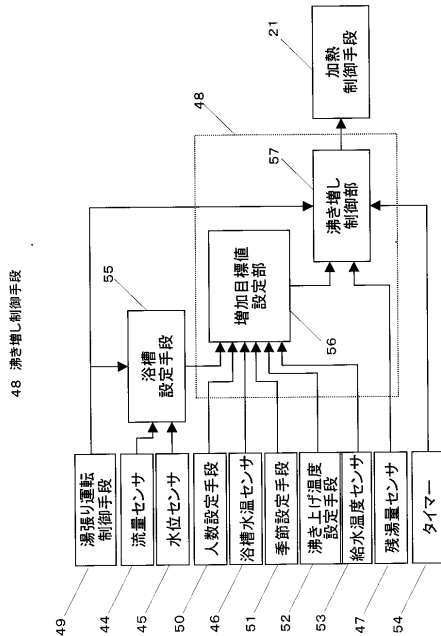 48 沸き増し制御手段
49
湯張り運転
制御手段
44
流量センサ
45
水位センサ
50
人数設定手段
46
浴槽水温センサ
51
季節設定手段
52
沸き上げ温度
設定手段
53
給水温度センサ
47
残湯量センサ
54
タイマー
55
浴槽
設定手段
増加目標値
設定部
56
48
57
沸き増し
制御部
21
加熱
制御手段